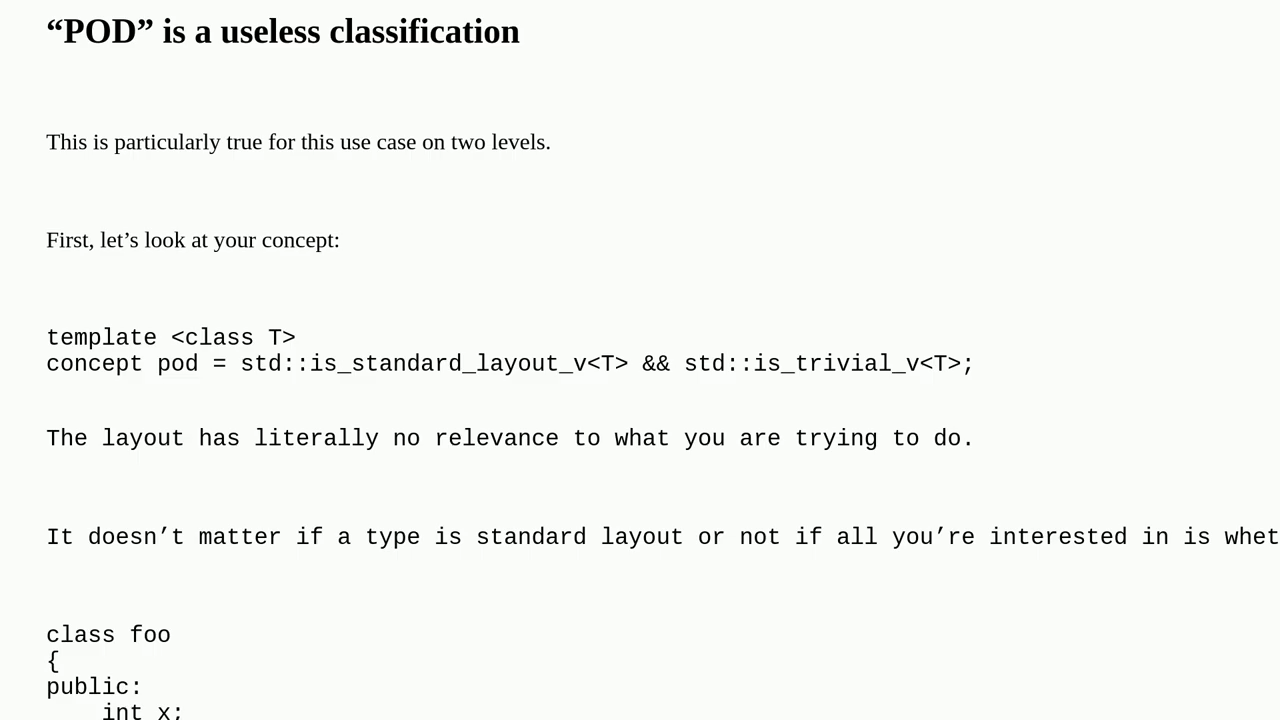 “POD” is a useless classification
This is particularly true for this use case on two levels.
First, let’s look at your concept:
template <class T>
concept pod = std::is_standard_layout_v<T> && std::is_trivial_v<T>;
The layout has literally no relevance to what you are trying to do.
It doesn’t matter if a type is standard layout or not if all you’re interested in is whet
class foo
{
public:
    int x;